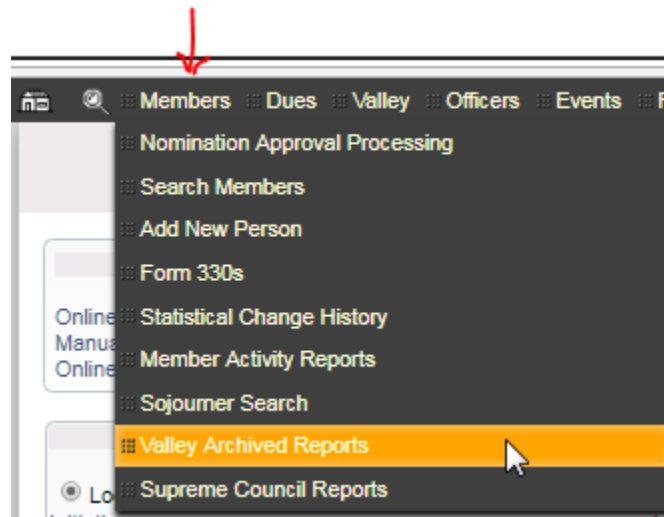 Members Dues Valley Officers Events
Nomination Approval Processing
Search Members
Add New Person
Form 330s
Online Statistical Change History
Manua
Online Member Activity Reports
Sojourner Search
Valley Archived Reports
Lo Supreme Council Reports